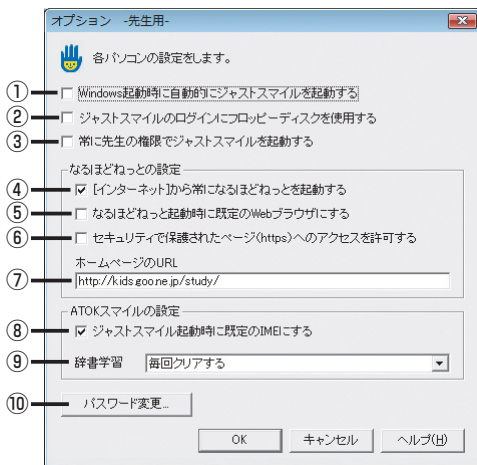 オプション -先生用-
各パソコンの設定をします。
① Windows起動時に自動的にジャストスマイルを起動する
② ジャストスマイルのログインにフロッピーディスクを使用する
③ 常に先生の権限でジャストスマイルを起動する
なるほどねっとの設定
④ [インターネット]から常になるほどねっとを起動する
⑤ なるほどねっと起動時に既定のWebブラウザにする
⑥ セキュリティで保護されたページ(https)へのアクセスを許可する
ホームページのURL
⑦ http://kids.goo.ne.jp/study/
ATOKスマイルの設定
⑧ ジャストスマイル起動時に既定のIMEにする
⑨ 辞書学習 毎回クリアする
⑩ パスワード変更...
OK キャンセル ヘルプ(H)